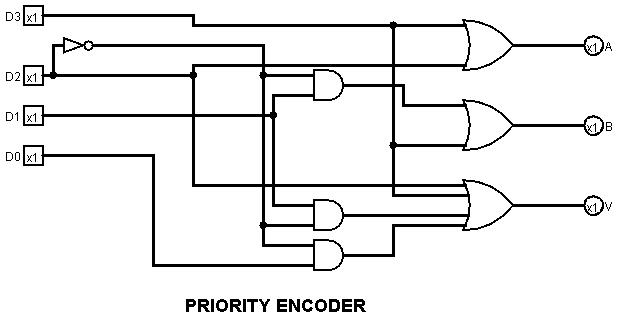 D3 x1
x1 A
D2 x1
D1 x1
x1 B
D0 x1
x1 V
PRIORITY ENCODER